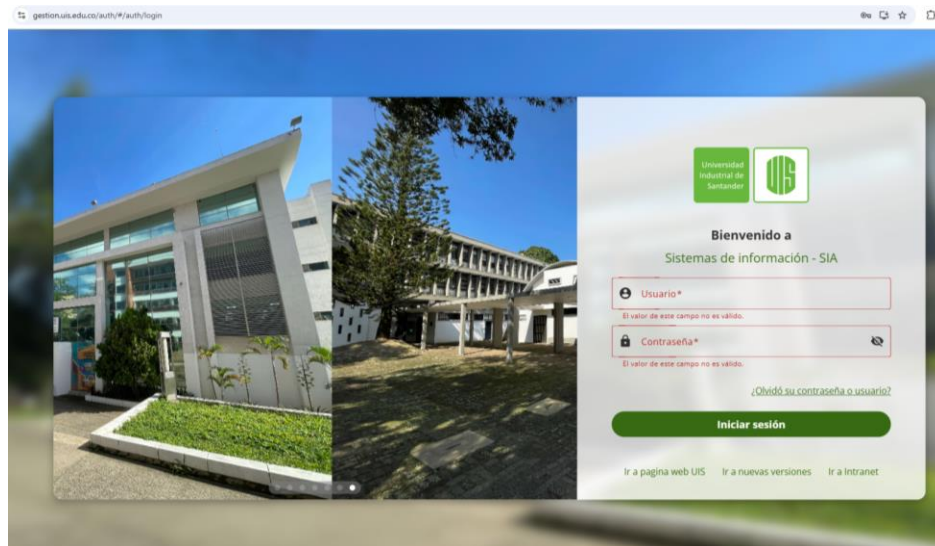 gestion.uis.edu.co/auth/#/auth/login
Universidad
Industrial de
Santander
UIS
Bienvenido a
Sistemas de información - SIA
Usuario*
El valor de este campo no es válido.
Contraseña*
El valor de este campo no es válido.
¿Olvidó su contraseña o usuario?
Iniciar sesión
Ir a pagina web UIS Ir a nuevas versiones Ir a Intranet